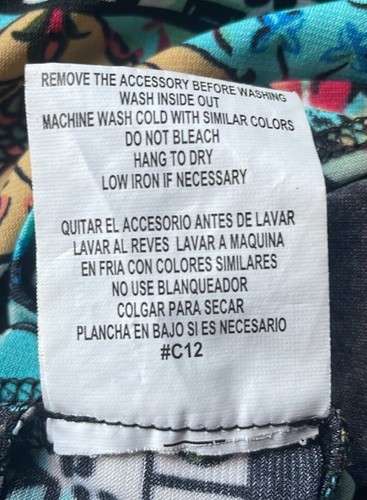 REMOVE THE ACCESSORY BEFORE WASHING
WASH INSIDE OUT
MACHINE WASH COLD WITH SIMILAR COLORS
DO NOT BLEACH
HANG TO DRY
LOW IRON IF NECESSARY
QUITAR EL ACCESORIO ANTES DE LAVAR
LAVAR AL REVES LAVAR A MAQUINA
EN FRIA CON COLORES SIMILARES
NO USE BLANQUEADOR
COLGAR PARA SECAR
PLANCHA EN BAJO SI ES NECESARIO
#C12